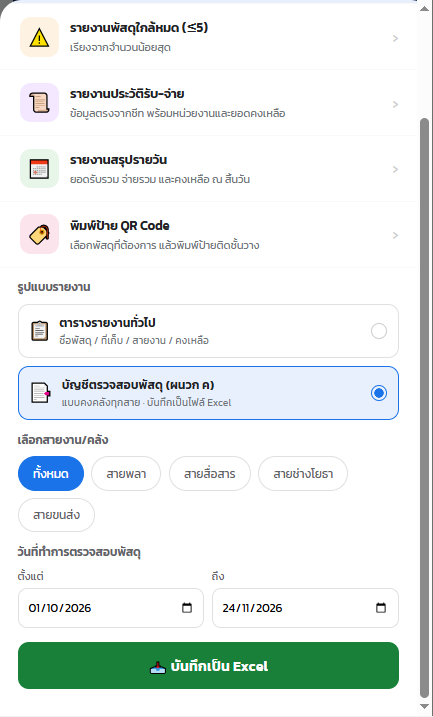 รายงานพัสดุใกล้หมด (≤5)
เรียงจากจำนวนน้อยสุด
รายงานประวัติรับ-จ่าย
ข้อมูลตรงจากชีท พร้อมหน่วยงานและยอดคงเหลือ
รายงานสรุปรายวัน
ยอดรับรวม จ่ายรวม และคงเหลือ ณ สิ้นวัน
พิมพ์ป้าย QR Code
เลือกพัสดุที่ต้องการ แล้วพิมพ์ป้ายติดชั้นวาง
รูปแบบรายงาน
ตารางรายงานทั่วไป
ชื่อพัสดุ / ที่เก็บ / สายงาน / คงเหลือ
บัญชีตรวจสอบพัสดุ (ผนวก ค)
แบบคงคลังทุกสาย · บันทึกเป็นไฟล์ Excel
เลือกสายงาน/คลัง
ทั้งหมด
สายพลา
สายสื่อสาร
สายช่างโยธา
สายขนส่ง
วันที่ทำการตรวจสอบพัสดุ
ตั้งแต่
ถึง
01/10/2026
24/11/2026
บันทึกเป็น Excel